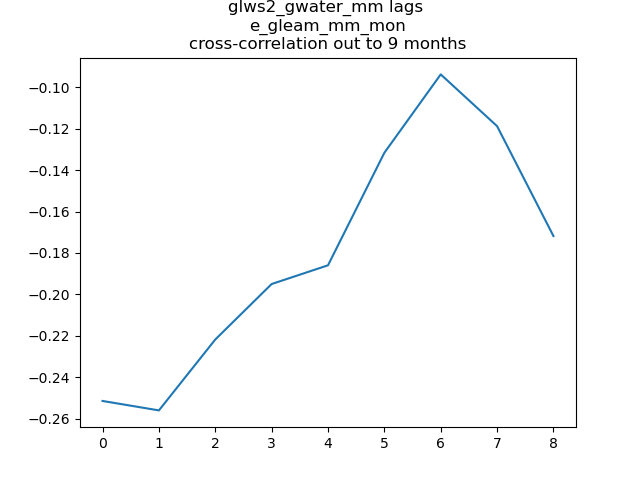 glws2_gwater_mm lags
e_gleam_mm_mon
cross-correlation out to 9 months
−0.10
−0.12
−0.14
−0.16
−0.18
−0.20
−0.22
−0.24
−0.26
0 1 2 3 4 5 6 7 8